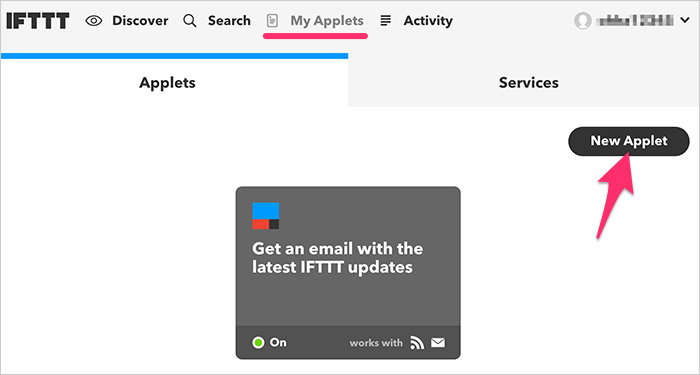 IFTTT Discover Search My Applets Activity
Applets Services
New Applet
Get an email with the
latest IFTTT updates
On works with